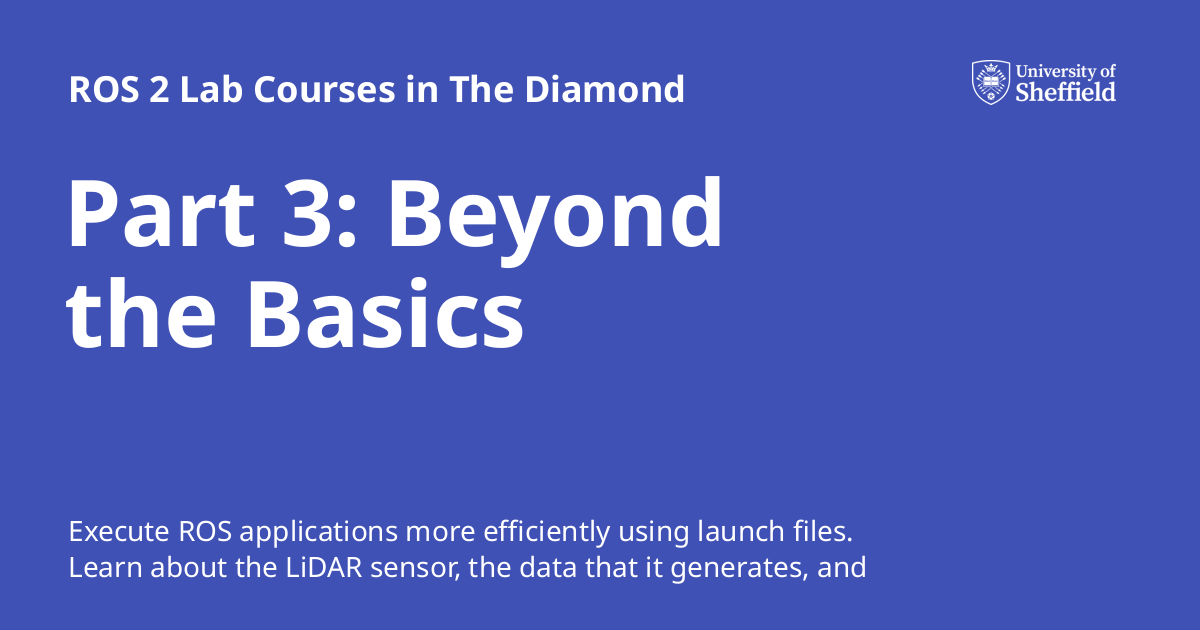 ROS 2 Lab Courses in The Diamond
University of
Sheffield
Part 3: Beyond
the Basics
Execute ROS applications more efficiently using launch files.
Learn about the LiDAR sensor, the data that it generates, and